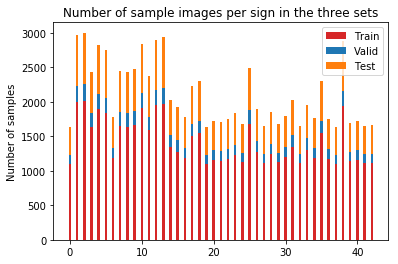 Number of sample images per sign in the three sets
3000
2500
2000
1500
1000
500
0
Number of samples
Train
Valid
Test
0 10 20 30 40